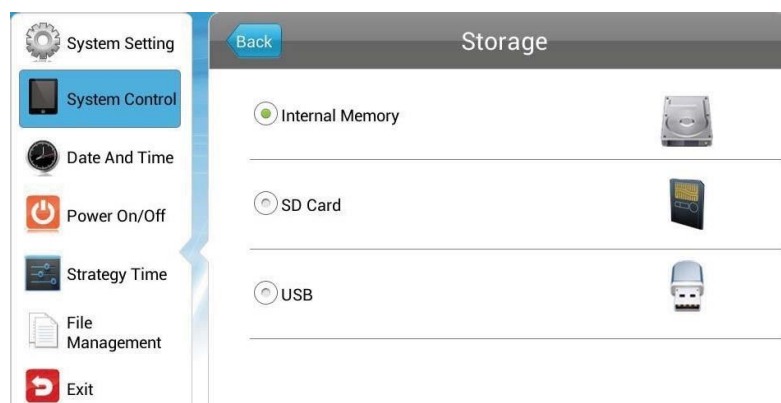 System Setting
System Control
Date And Time
Power On/Off
Strategy Time
File
Management
Exit
Back
Storage
Internal Memory
SD Card
USB